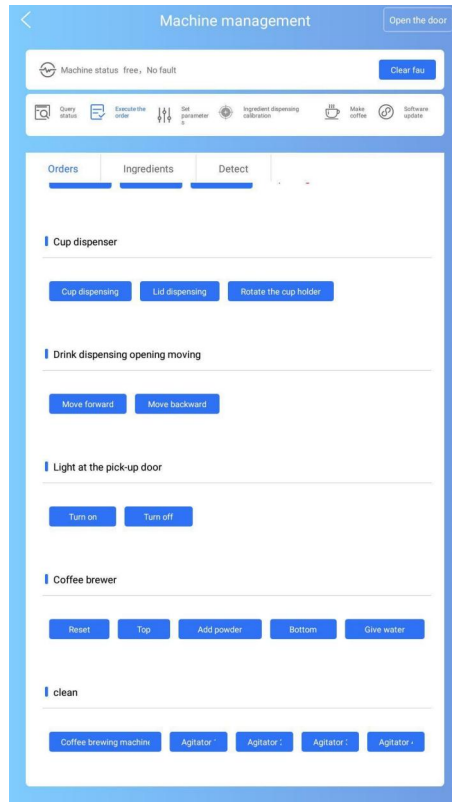 Machine management
Open the door
Machine status free, No fault
Clear fau
Query
status
Execute the
order
Set
parameter
s
Ingredient dispensing
calibration
Make
coffee
Software
update
Orders
Ingredients
Detect
Cup dispenser
Cup dispensing
Lid dispensing
Rotate the cup holder
Drink dispensing opening moving
Move forward
Move backward
Light at the pick-up door
Turn on
Turn off
Coffee brewer
Reset
Top
Add powder
Bottom
Give water
clean
Coffee brewing machin
Agitator
Agitator
Agitator
Agitator